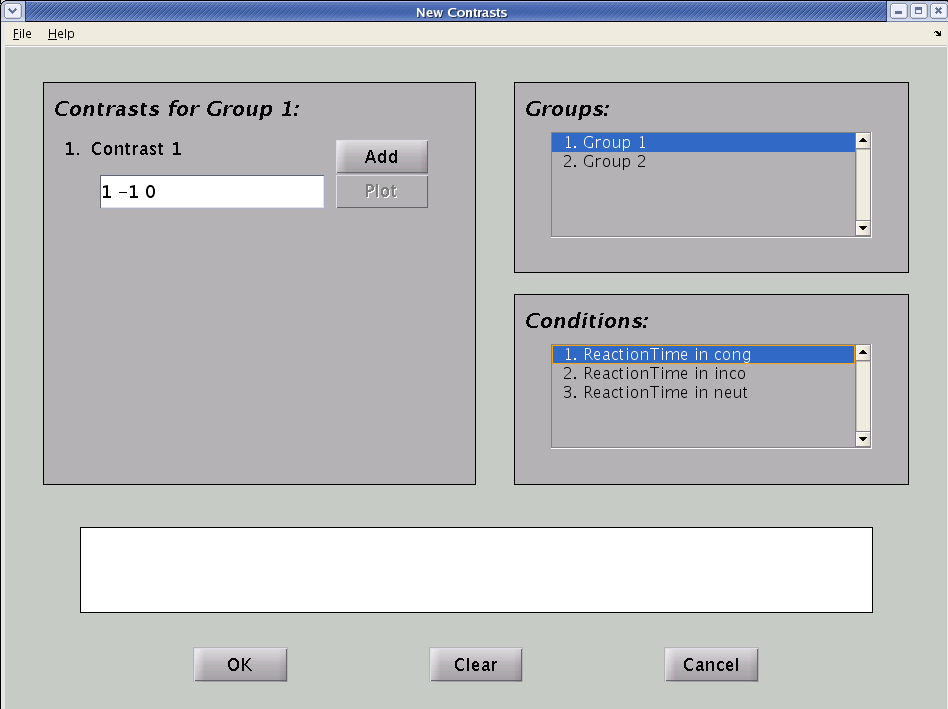 New Contrasts
File Help
Contrasts for Group 1:
1. Contrast 1
Add
1 -1 0
Plot
Groups:
1. Group 1
2. Group 2
Conditions:
1. ReactionTime in cong
2. ReactionTime in inco
3. ReactionTime in neut
OK Clear Cancel